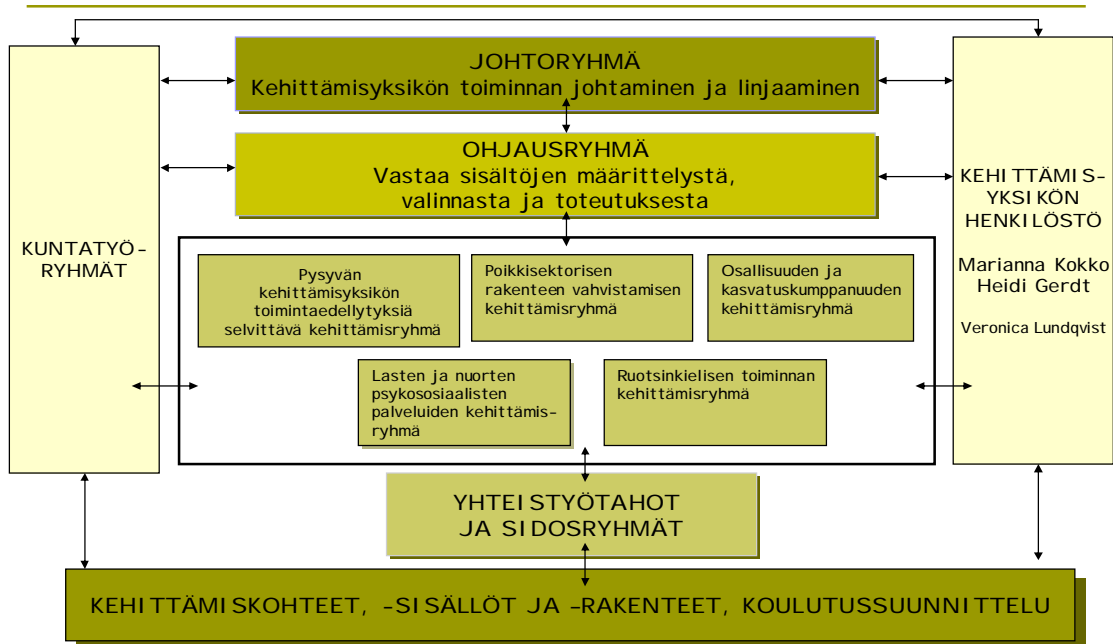 JOHTORYHMÄ
Kehittämisyksikön toiminnan johtaminen ja linjaaminen
OHJAUSRYHMÄ
Vastaa sisältöjen määrittelystä,
valinnasta ja toteutuksesta
KUNTATYÖ-
RYHMÄT
KEHITTÄMIS-
YKSIKÖN
HENKILÖSTÖ
Marianna Kokko
Heidi Gerdt
Veronica Lundqvist
Pysyvän
kehittämisyksikön
toimintaedellytyksiä
selvittävä kehittämisryhmä
Poikkisektorisen
rakenteen vahvistamisen
kehittämisryhmä
Osallisuuden ja
kasvatuskumppanuuden
kehittämisryhmä
Lasten ja nuorten
psykososiaalisten
palveluiden kehittämis-
ryhmä
Ruotsinkielisen toiminnan
kehittämisryhmä
YHTEISTYÖTAHOT
JA SIDOSRYHMÄT
KEHITTÄMISKOHTEET, -SISÄLLÖT JA -RAKENTEET, KOULUTUSSUUNNITTELU